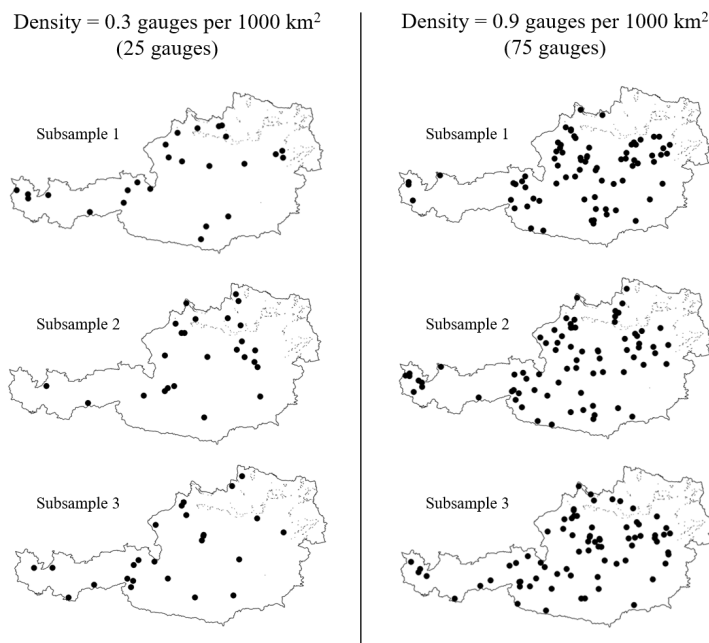 Density = 0.3 gauges per 1000 km²
(25 gauges)
Subsample 1
Subsample 2
Subsample 3
Density = 0.9 gauges per 1000 km²
(75 gauges)
Subsample 1
Subsample 2
Subsample 3